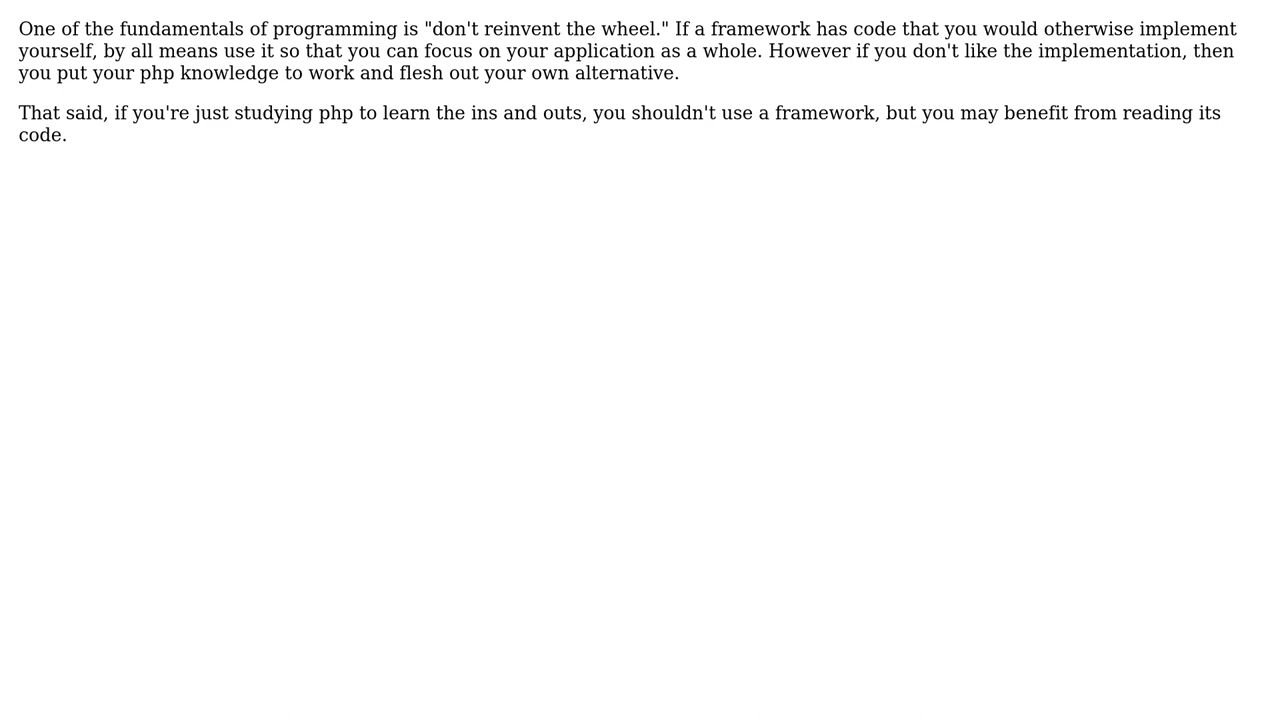 One of the fundamentals of programming is "don't reinvent the wheel." If a framework has code that you would otherwise implement
yourself, by all means use it so that you can focus on your application as a whole. However if you don't like the implementation, then
you put your php knowledge to work and flesh out your own alternative.
That said, if you're just studying php to learn the ins and outs, you shouldn't use a framework, but you may benefit from reading its
code.